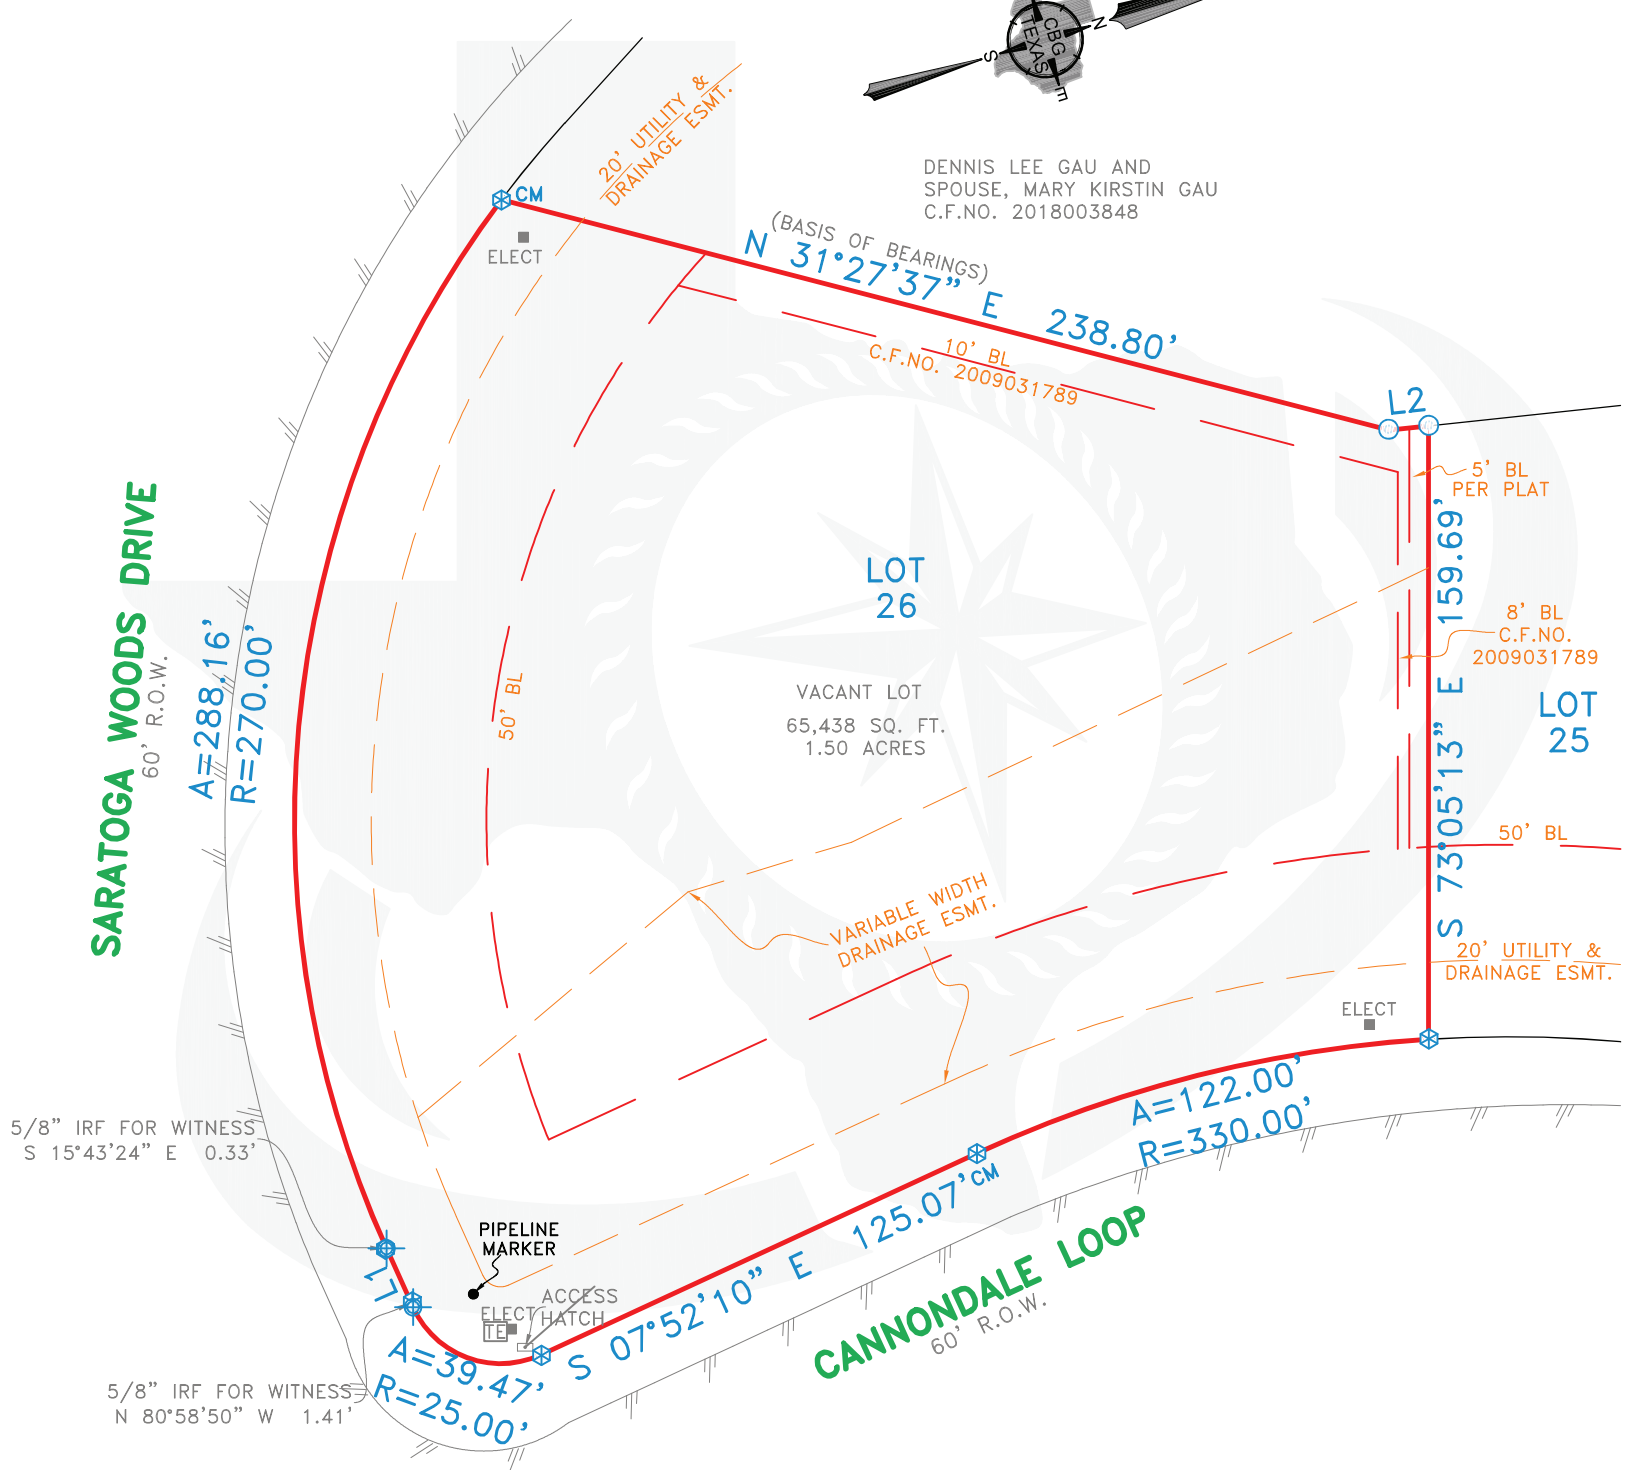 CBG
TEXAS
N
S
E
20' UTILITY &
DRAINAGE ESMT.
DENNIS LEE GAU AND
SPOUSE, MARY KIRSTIN GAU
C.F.NO. 2018003848
CM
ELECT
(BASIS OF BEARINGS)
N 31°27'37" E 238.80'
10' BL
C.F.NO. 2009031789
L2
5' BL
PER PLAT
S 73°05'13" E 159.69'
8' BL
C.F.NO.
2009031789
LOT
26
LOT
25
VACANT LOT
65,438 SQ. FT.
1.50 ACRES
SARATOGA WOODS DRIVE
60' R.O.W.
A=288.16'
R=270.00'
50' BL
50' BL
VARIABLE WIDTH
DRAINAGE ESMT.
20' UTILITY &
DRAINAGE ESMT.
ELECT
A=122.00'
R=330.00'
5/8" IRF FOR WITNESS
S 15°43'24" E 0.33'
L1
PIPELINE
MARKER
ELECT
TE
ACCESS
HATCH
CM
S 07°52'10" E 125.07'
CANNONDALE LOOP
60' R.O.W.
A=39.47'
R=25.00'
5/8" IRF FOR WITNESS
N 80°58'50" W 1.41'